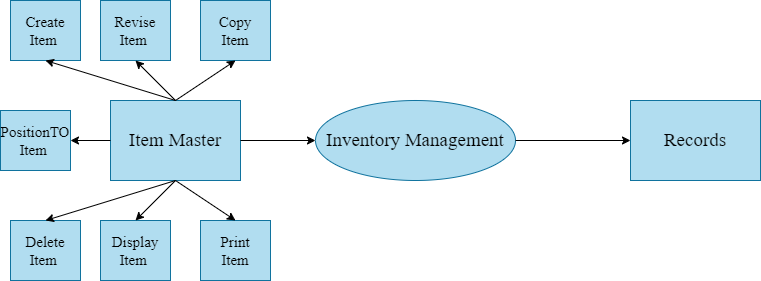 Create
Item
Revise
Item
Copy
Item
PositionTO
Item
Item Master
Inventory Management
Records
Delete
Item
Display
Item
Print
Item